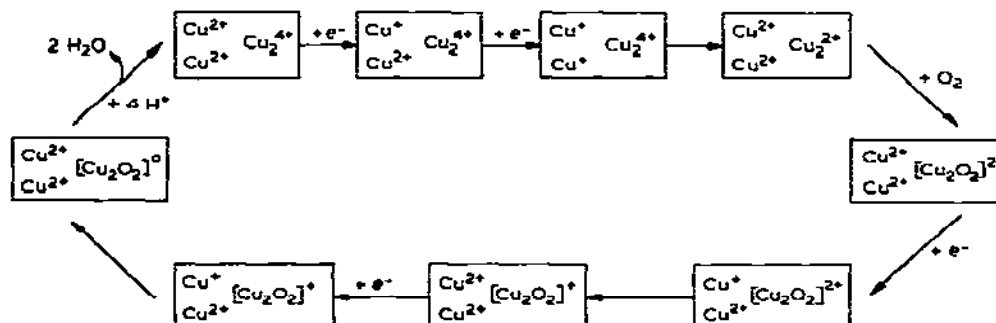 2 H₂O
+ 4 H⁺
Cu²⁺
Cu²⁺
Cu₂⁴⁺
+ e⁻
Cu⁺
Cu²⁺
Cu₂⁴⁺
+ e⁻
Cu⁺
Cu⁺
Cu₂⁴⁺
Cu²⁺
Cu²⁺
Cu₂²⁺
+ O₂
Cu²⁺
Cu²⁺
[Cu₂O₂]⁰
Cu²⁺
Cu²⁺
[Cu₂O₂]²
+ e⁻
Cu⁺
Cu²⁺
[Cu₂O₂]⁺
+ e⁻
Cu²⁺
Cu²⁺
[Cu₂O₂]⁺
Cu⁺
Cu²⁺
[Cu₂O₂]²⁺